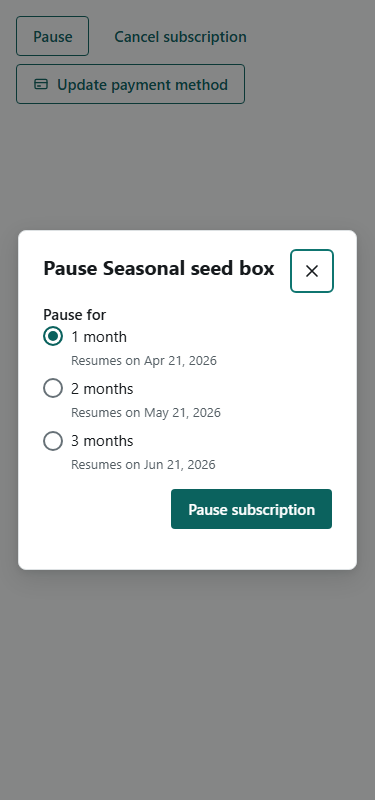 Pause
Cancel subscription
Update payment method
Pause Seasonal seed box
Pause for
1 month
Resumes on Apr 21, 2026
2 months
Resumes on May 21, 2026
3 months
Resumes on Jun 21, 2026
Pause subscription